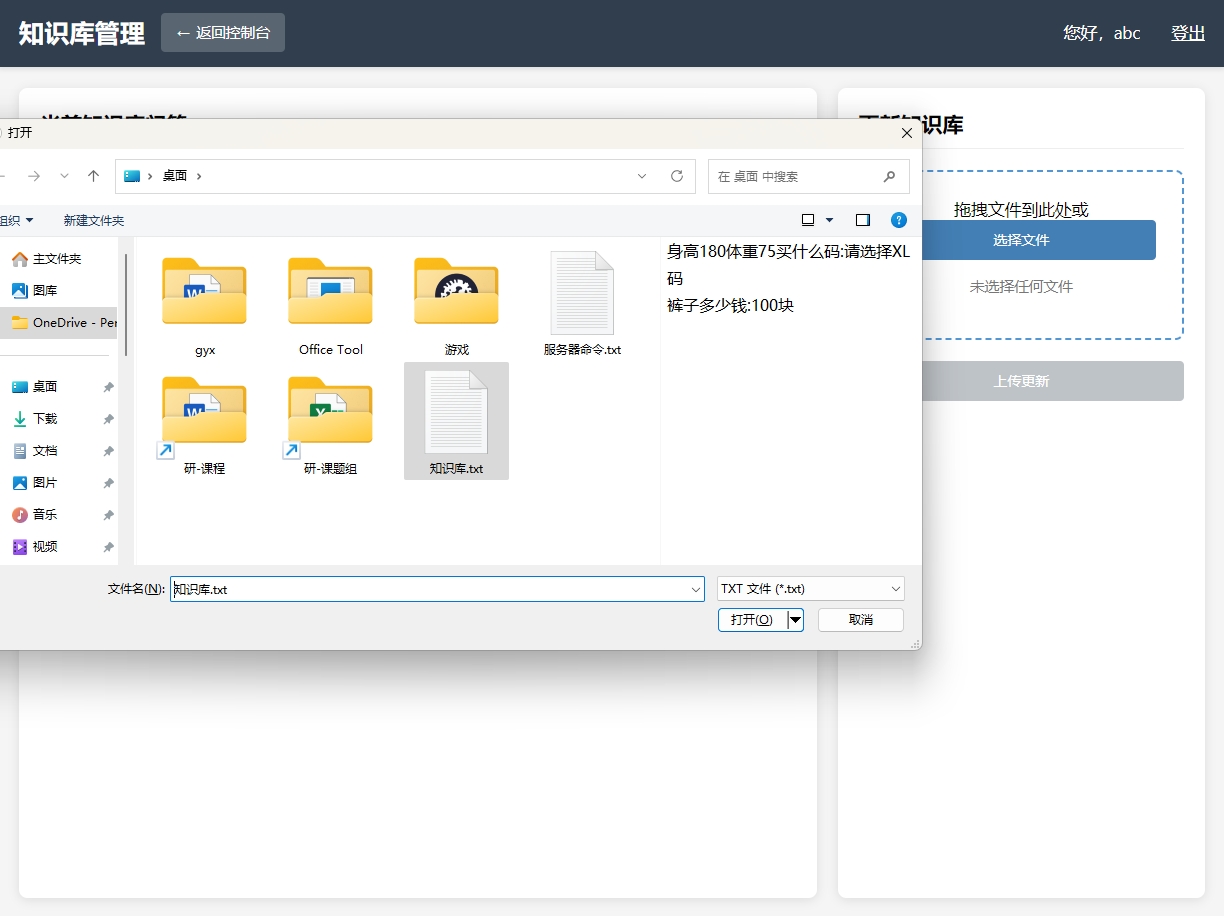 知识库管理
← 返回控制台
您好，abc
登出
打开
桌面
在 桌面 中搜索
组织
新建文件夹
主文件夹
图库
OneDrive - Per
桌面
下载
文档
图片
音乐
视频
gyx
Office Tool
游戏
服务器命令.txt
研-课程
研-课题组
知识库.txt
身高180体重75买什么码:请选择XL
码
裤子多少钱:100块
文件名(N):
知识库.txt
TXT 文件 (*.txt)
打开(O)
取消
更新知识库
拖拽文件到此处或
选择文件
未选择任何文件
上传更新